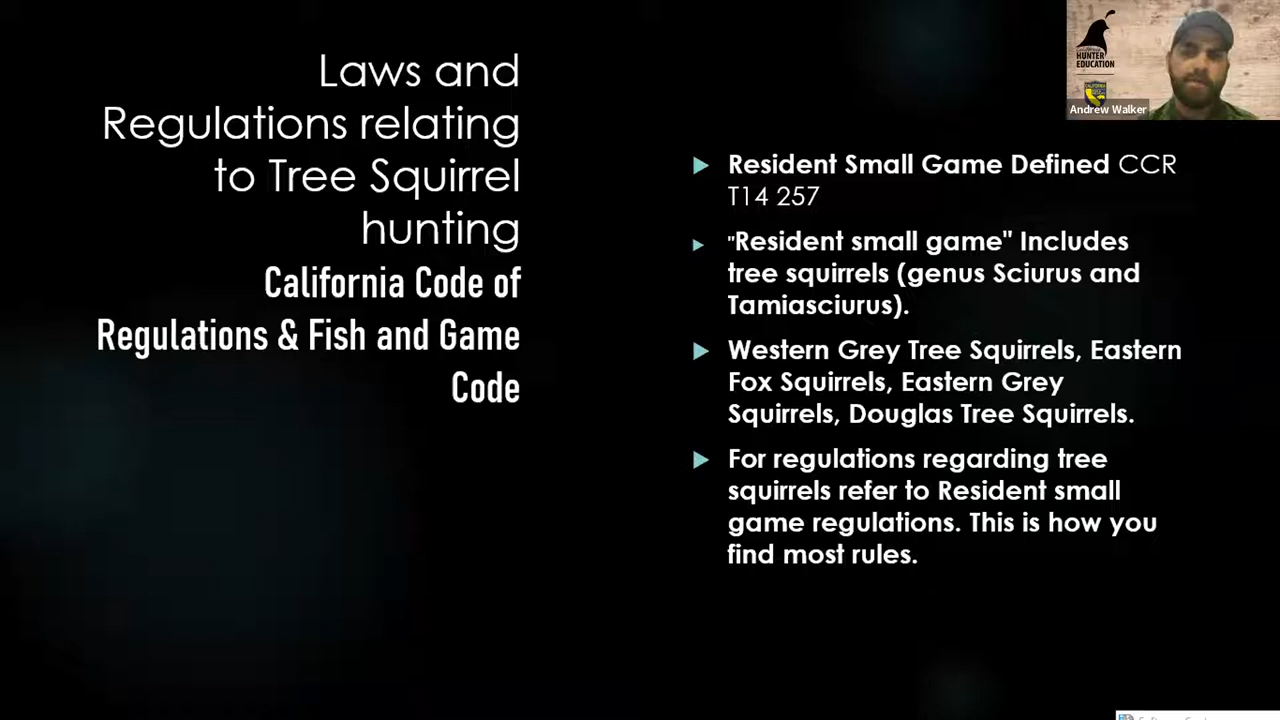 Laws and
Regulations relating
to Tree Squirrel
hunting
California Code of
Regulations & Fish and Game
Code
Resident Small Game Defined CCR
T14 257
"Resident small game" Includes
tree squirrels (genus Sciurus and
Tamiasciurus).
Western Grey Tree Squirrels, Eastern
Fox Squirrels, Eastern Grey
Squirrels, Douglas Tree Squirrels.
For regulations regarding tree
squirrels refer to Resident small
game regulations. This is how you
find most rules.
HUNTER
EDUCATION
Andrew Walker